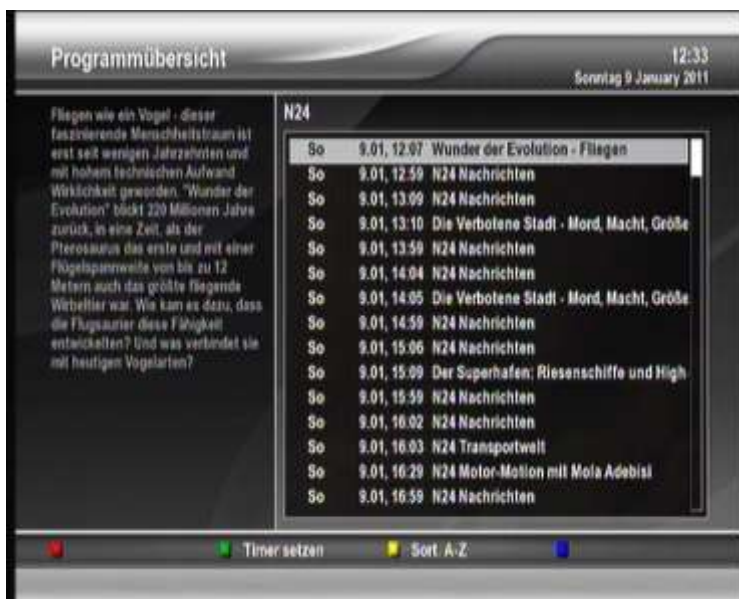 Programmübersicht
12:33
Sonntag 9 January 2011
Fliegen wie ein Vogel - dieser
faszinierende Menschheitstraum ist
erst seit wenigen Jahrzehnten und
mit hohem technischen Aufwand
Wirklichkeit geworden. "Wunder der
Evolution" blickt 220 Millionen Jahre
zurück, in eine Zeit, als der
Pterosaurus das erste und mit einer
Flügelspannweite von bis zu 12
Metern auch das größte fliegende
Wirbeltier war. Wie kam es dazu, dass
die Flugsaurier diese Fähigkeit
entwickelten? Und was verbindet sie
mit heutigen Vogelarten?
N24
So 9.01, 12:07 Wunder der Evolution - Fliegen
So 9.01, 12:59 N24 Nachrichten
So 9.01, 13:09 N24 Nachrichten
So 9.01, 13:10 Die Verbotene Stadt - Mord, Macht, Größe
So 9.01, 13:59 N24 Nachrichten
So 9.01, 14:04 N24 Nachrichten
So 9.01, 14:05 Die Verbotene Stadt - Mord, Macht, Größe
So 9.01, 14:59 N24 Nachrichten
So 9.01, 15:06 N24 Nachrichten
So 9.01, 15:09 Der Superhafen: Riesenschiffe und High
So 9.01, 15:59 N24 Nachrichten
So 9.01, 16:02 N24 Nachrichten
So 9.01, 16:03 N24 Transportwelt
So 9.01, 16:29 N24 Motor-Motion mit Mola Adebisi
So 9.01, 16:59 N24 Nachrichten
Timer setzen
Sort. A-Z